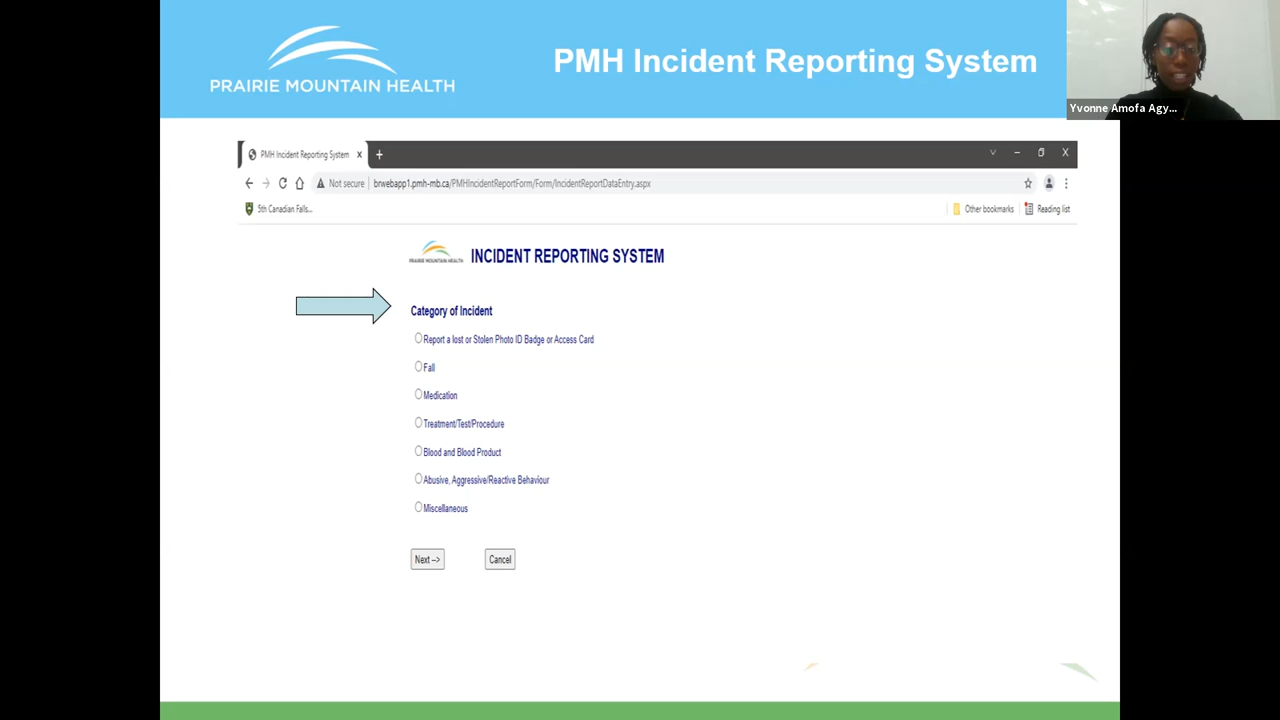 PMH Incident Reporting System
PRAIRIE MOUNTAIN HEALTH
Yvonne Amofa Agy...
PMH Incident Reporting System
Not secure brwebapp1.pmh-mb.ca/PMHIncidentReportForm/Form/IncidentReportDataEntry.aspx
5th Canadian Falls... Other bookmarks Reading list
PRAIRIE MOUNTAIN HEALTH INCIDENT REPORTING SYSTEM
Category of Incident
Report a lost or Stolen Photo ID Badge or Access Card
Fall
Medication
Treatment/Test/Procedure
Blood and Blood Product
Abusive, Aggressive/Reactive Behaviour
Miscellaneous
Next --> Cancel